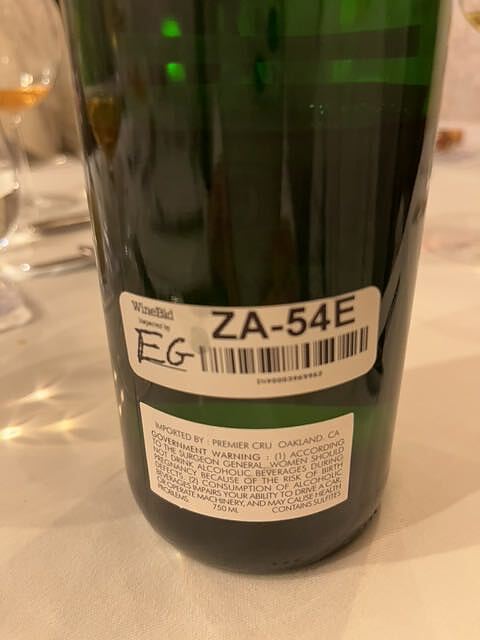 WineBid
Inspected by
EG
ZA-54E
IMPORTED BY : PREMIER CRU OAKLAND, CA
GOVERNMENT WARNING : (1) ACCORDING
TO THE SURGEON GENERAL, WOMEN SHOULD
NOT DRINK ALCOHOLIC BEVERAGES DURING
PREGNANCY BECAUSE OF THE RISK OF BIRTH
DEFECTS. (2) CONSUMPTION OF ALCOHOLIC
BEVERAGES IMPAIRS YOUR ABILITY TO DRIVE A CAR,
OR OPERATE MACHINERY, AND MAY CAUSE HEALTH
PROBLEMS. 750 ML CONTAINS SULFITES